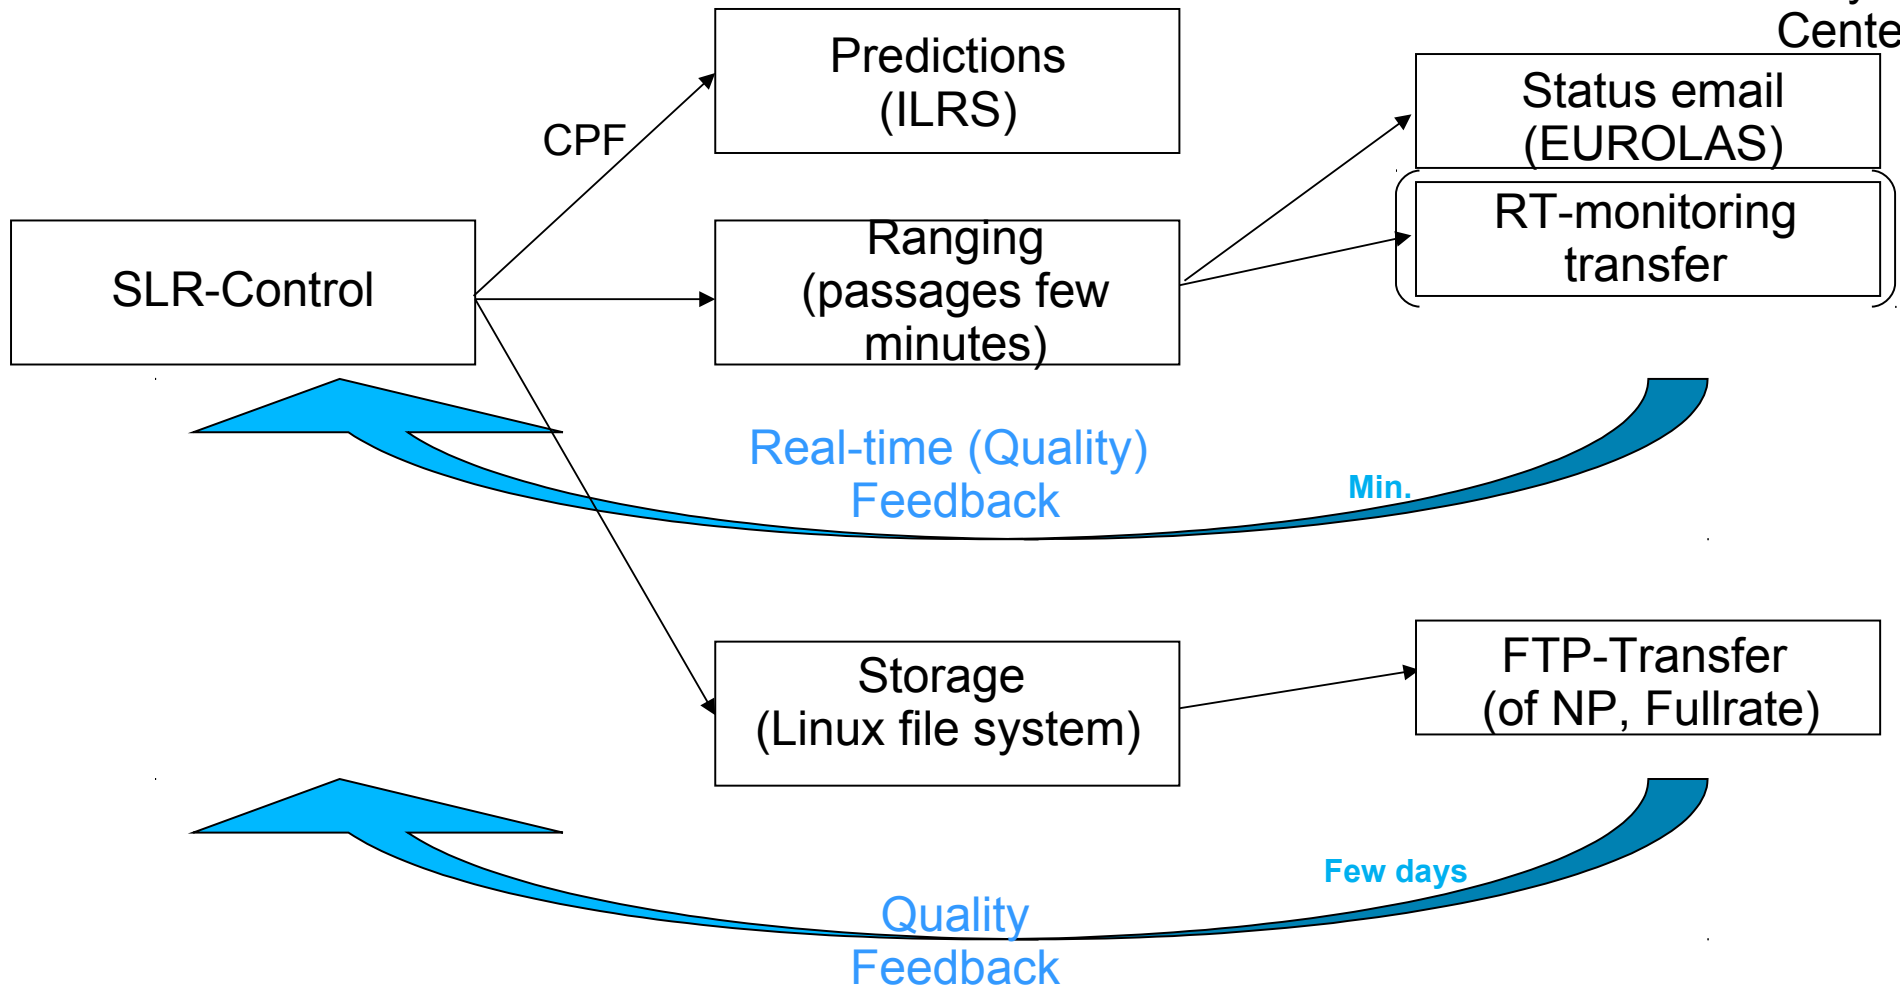 Predictions
(ILRS)
CPF
Status email
(EUROLAS)
SLR-Control
Ranging
(passages few
minutes)
RT-monitoring
transfer
Real-time (Quality)
Feedback
Min.
Storage
(Linux file system)
FTP-Transfer
(of NP, Fullrate)
Few days
Quality
Feedback